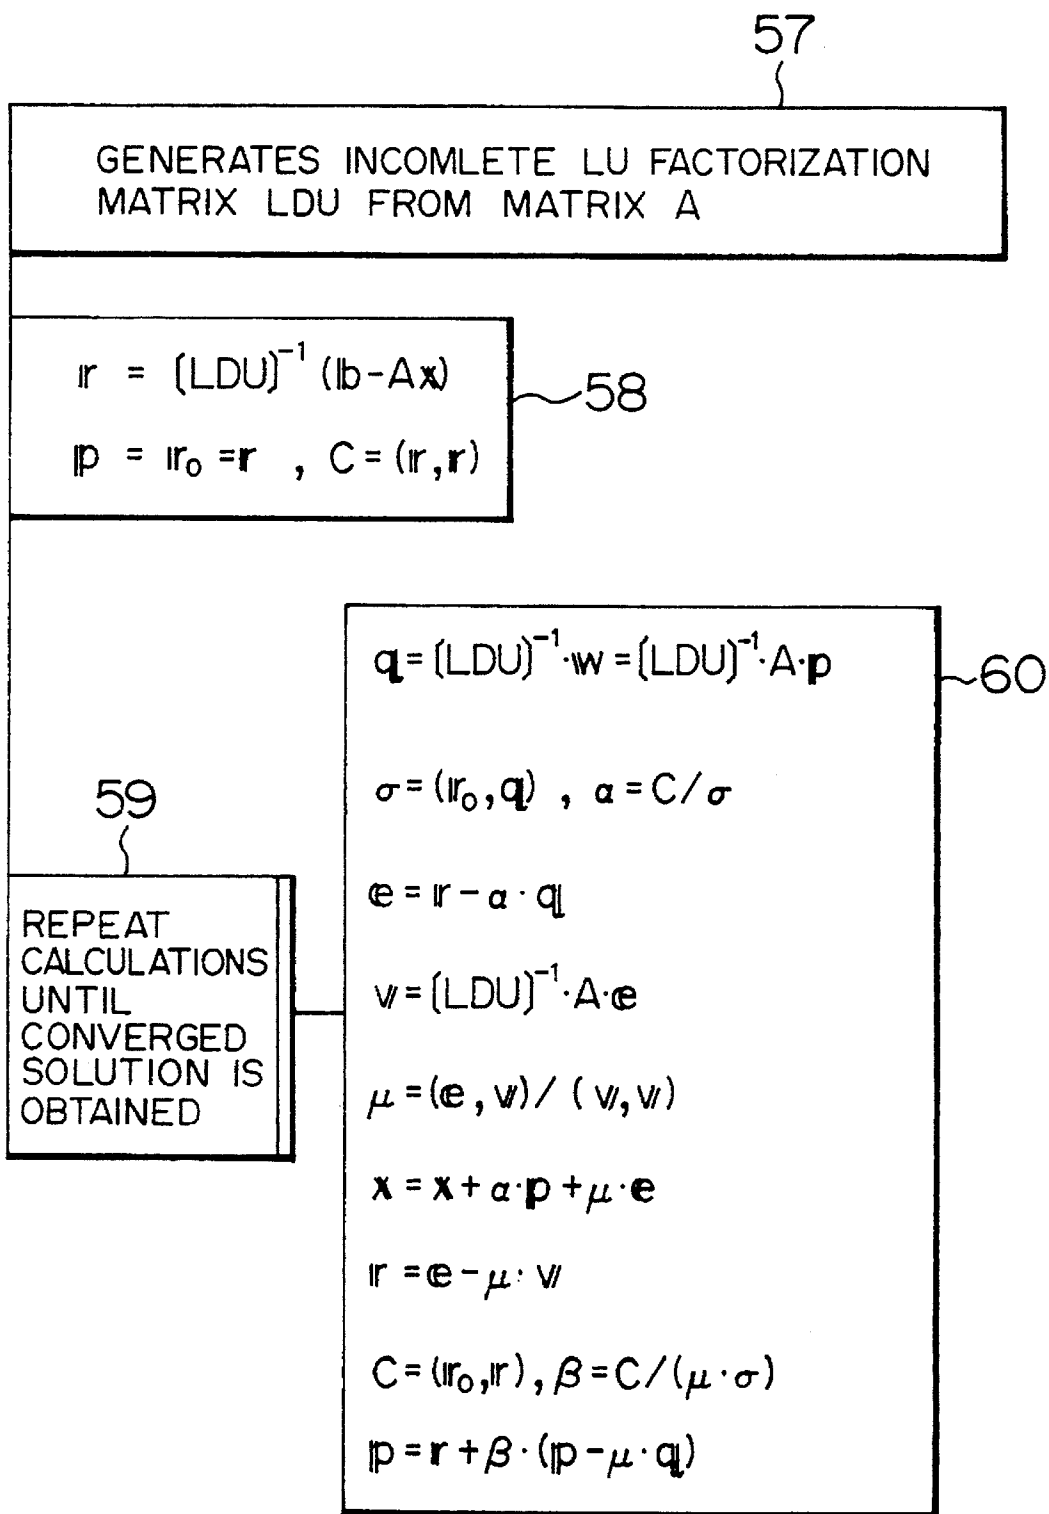 57
GENERATES INCOMLETE LU FACTORIZATION
MATRIX LDU FROM MATRIX A
r = (LDU)⁻¹ (b-Ax)
p = r₀ = r , C = (r,r)
58
q = (LDU)⁻¹·w = (LDU)⁻¹·A·p
60
σ = (r₀,q) , α = C/σ
59
e = r - α·q
REPEAT
CALCULATIONS
UNTIL
CONVERGED
SOLUTION IS
OBTAINED
v = (LDU)⁻¹·A·e
μ = (e,v)/(v,v)
x = x + α·p + μ·e
r = e - μ·v
C = (r₀,r), β = C/(μ·σ)
p = r + β·(p - μ·q)